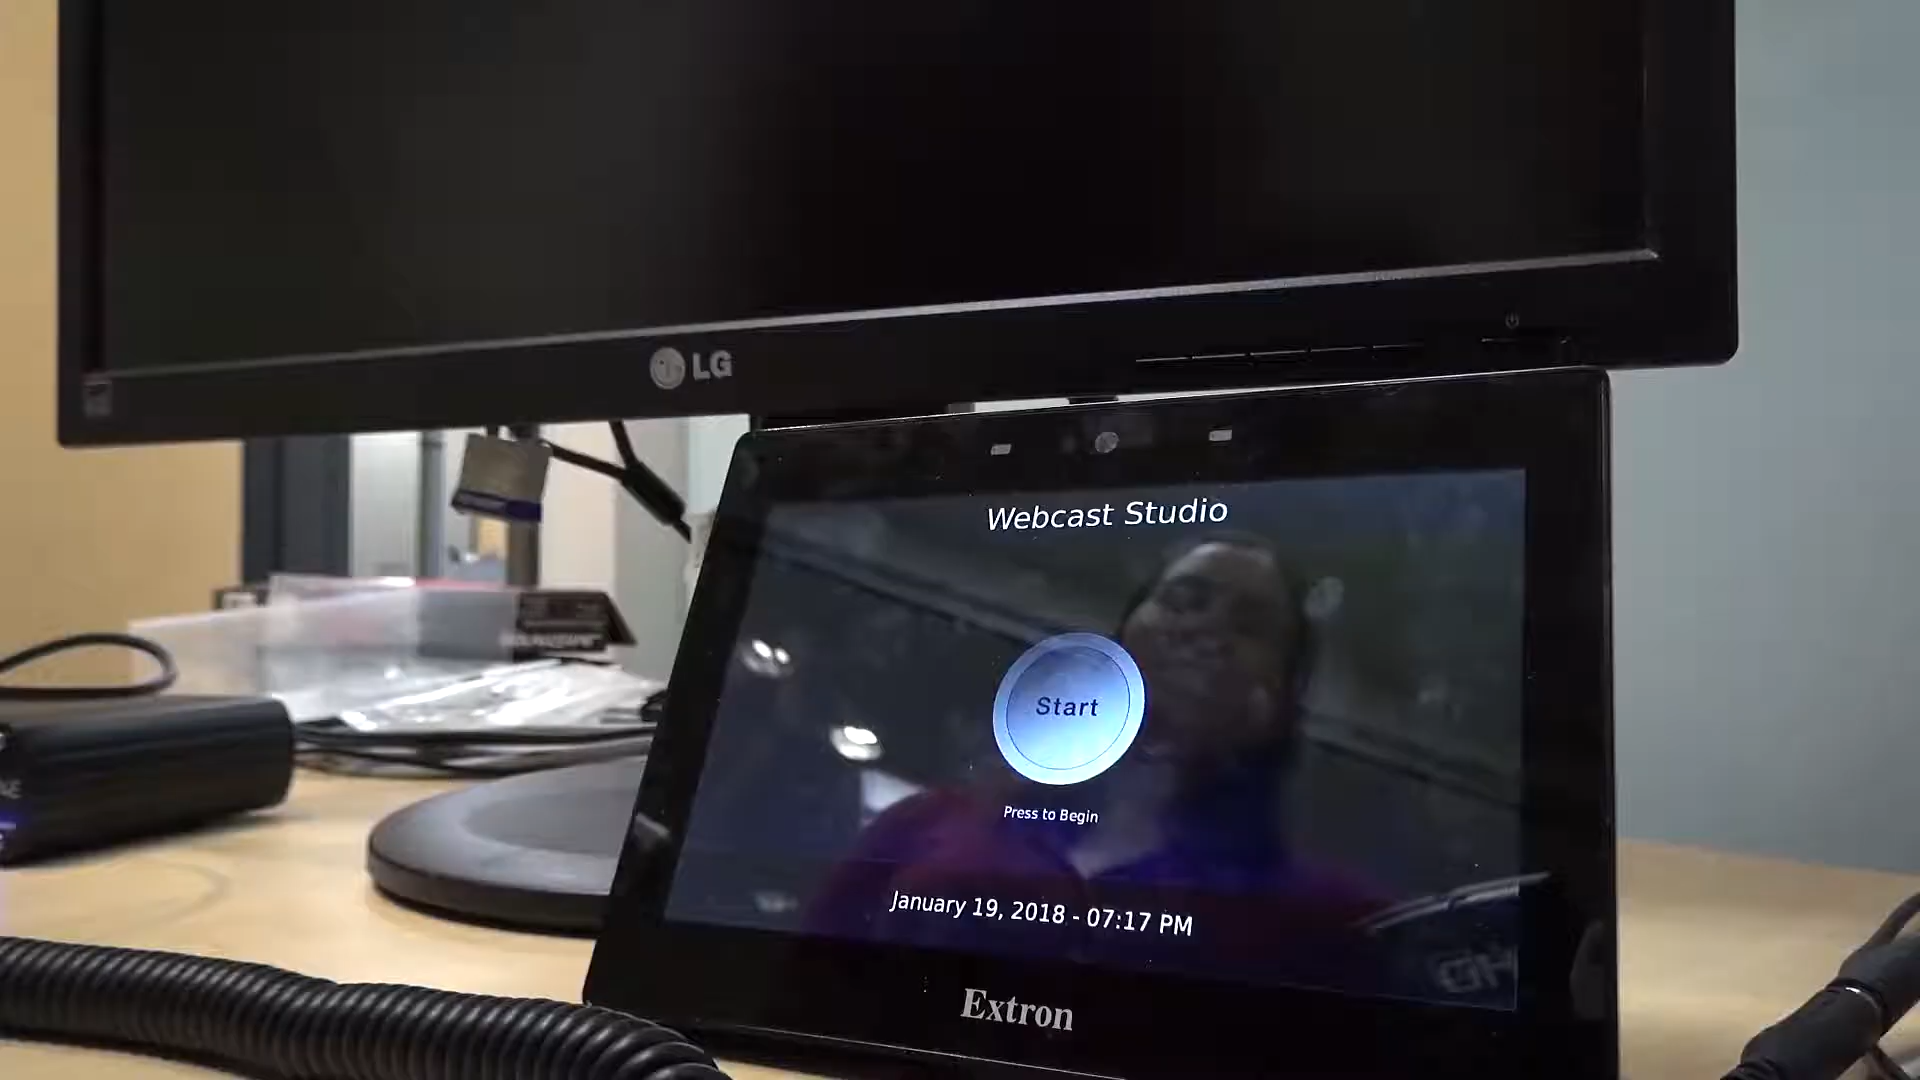 LG
Webcast Studio
Start
Press to Begin
January 19, 2018 - 07:17 PM
Extron